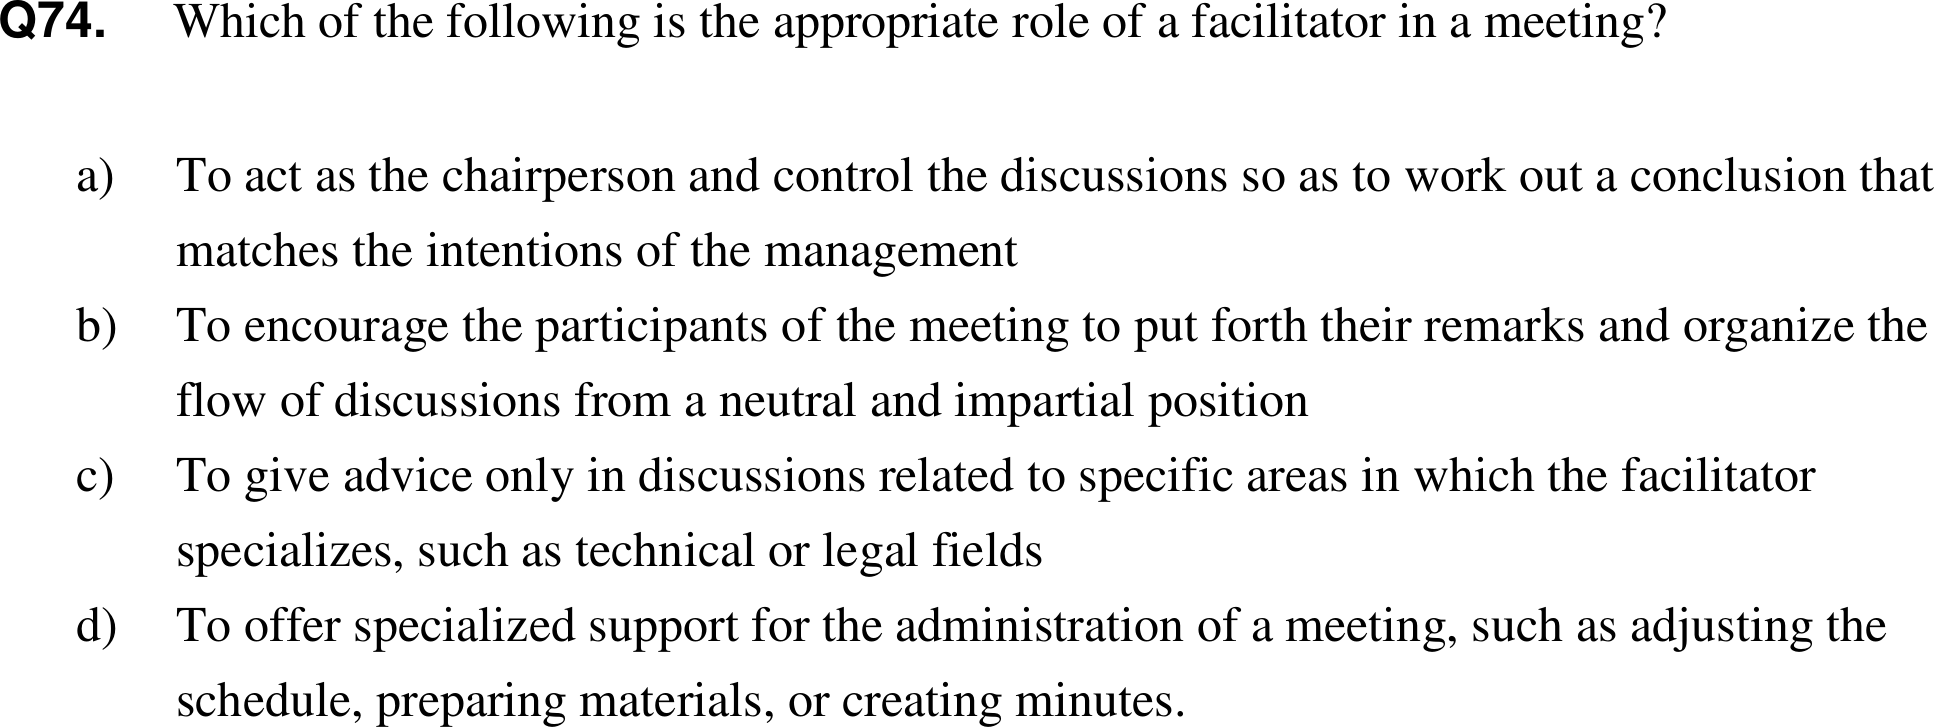 Q74. Which of the following is the appropriate role of a facilitator in a meeting?
a) To act as the chairperson and control the discussions so as to work out a conclusion that
matches the intentions of the management
b) To encourage the participants of the meeting to put forth their remarks and organize the
flow of discussions from a neutral and impartial position
c) To give advice only in discussions related to specific areas in which the facilitator
specializes, such as technical or legal fields
d) To offer specialized support for the administration of a meeting, such as adjusting the
schedule, preparing materials, or creating minutes.